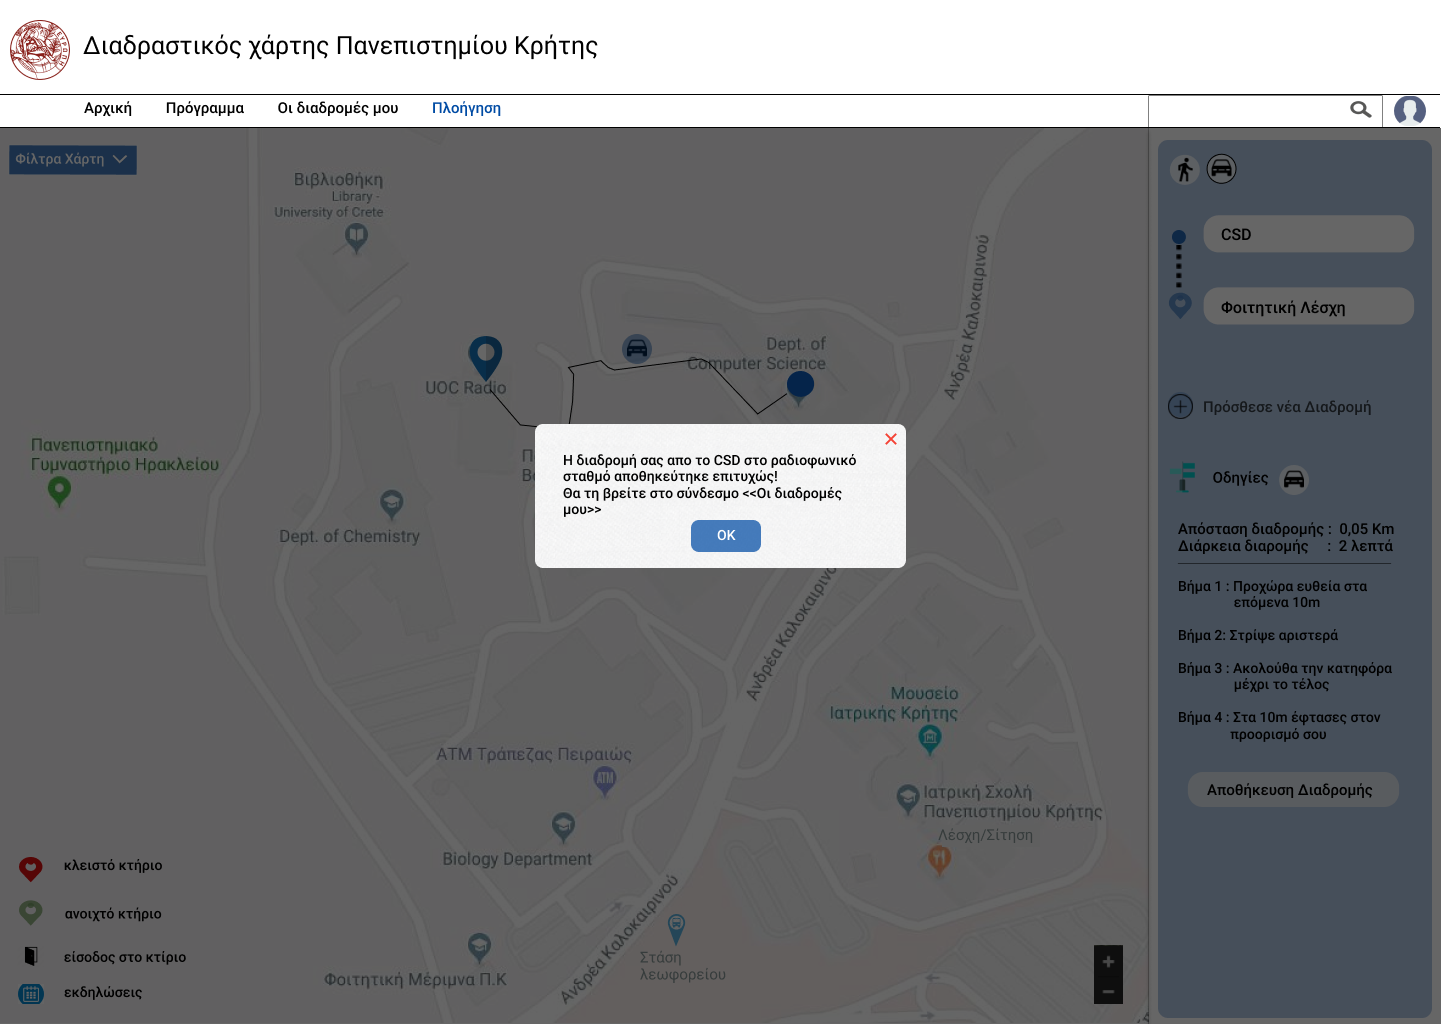 Διαδραστικός χάρτης Πανεπιστημίου Κρήτης
Αρχική Πρόγραμμα Οι διαδρομές μου Πλοήγηση
Φίλτρα Χάρτη
Βιβλιοθήκη
Library -
University of Crete
UOC Radio
Dept. of
Computer Science
Ανδρέα Καλοκαιρινού
Πανεπιστημιακό
Γυμναστήριο Ηρακλείου
Dept. of Chemistry
Η διαδρομή σας απο το CSD στο ραδιοφωνικό
σταθμό αποθηκεύτηκε επιτυχώς!
Θα τη βρείτε στο σύνδεσμο <<Οι διαδρομές
μου>>
OK
Ανδρέα Καλοκαιρινού
Μουσείο
Ιατρικής Κρήτης
ATM Τράπεζας Πειραιώς
ATM
Ιατρική Σχολή
Πανεπιστημίου Κρήτης
Λέσχη/Σίτηση
Biology Department
Ανδρέα Καλοκαιρινού
Στάση
λεωφορείου
Φοιτητική Μέριμνα Π.Κ
κλειστό κτήριο
ανοιχτό κτήριο
είσοδος στο κτίριο
εκδηλώσεις
+
−
CSD
Φοιτητική Λέσχη
Πρόσθεσε νέα Διαδρομή
Οδηγίες
Απόσταση διαδρομής : 0,05 Km
Διάρκεια διαρομής : 2 λεπτά
Βήμα 1 : Προχώρα ευθεία στα
επόμενα 10m
Βήμα 2: Στρίψε αριστερά
Βήμα 3 : Ακολούθα την κατηφόρα
μέχρι το τέλος
Βήμα 4 : Στα 10m έφτασες στον
προορισμό σου
Αποθήκευση Διαδρομής